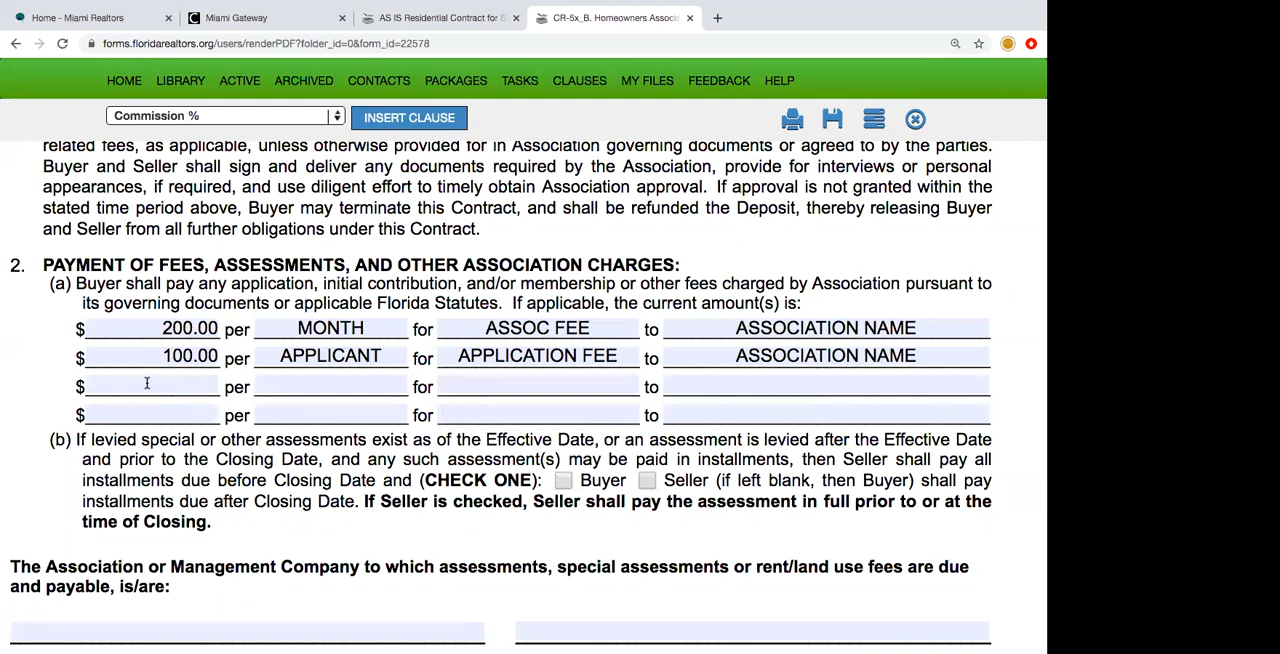 Home - Miami Realtors
Miami Gateway
AS IS Residential Contract for S
CR-5x_B. Homeowners Associa
forms.floridarealtors.org/users/renderPDF?folder_id=0&form_id=22578
HOME LIBRARY ACTIVE ARCHIVED CONTACTS PACKAGES TASKS CLAUSES MY FILES FEEDBACK HELP
Commission % INSERT CLAUSE
related fees, as applicable, unless otherwise provided for in Association governing documents or agreed to by the parties.
Buyer and Seller shall sign and deliver any documents required by the Association, provide for interviews or personal
appearances, if required, and use diligent effort to timely obtain Association approval. If approval is not granted within the
stated time period above, Buyer may terminate this Contract, and shall be refunded the Deposit, thereby releasing Buyer
and Seller from all further obligations under this Contract.
2. PAYMENT OF FEES, ASSESSMENTS, AND OTHER ASSOCIATION CHARGES:
(a) Buyer shall pay any application, initial contribution, and/or membership or other fees charged by Association pursuant to
its governing documents or applicable Florida Statutes. If applicable, the current amount(s) is:
$ 200.00 per MONTH for ASSOC FEE to ASSOCIATION NAME
$ 100.00 per APPLICANT for APPLICATION FEE to ASSOCIATION NAME
$ per for to
$ per for to
(b) If levied special or other assessments exist as of the Effective Date, or an assessment is levied after the Effective Date
and prior to the Closing Date, and any such assessment(s) may be paid in installments, then Seller shall pay all
installments due before Closing Date and (CHECK ONE): Buyer Seller (if left blank, then Buyer) shall pay
installments due after Closing Date. If Seller is checked, Seller shall pay the assessment in full prior to or at the
time of Closing.
The Association or Management Company to which assessments, special assessments or rent/land use fees are due
and payable, is/are: